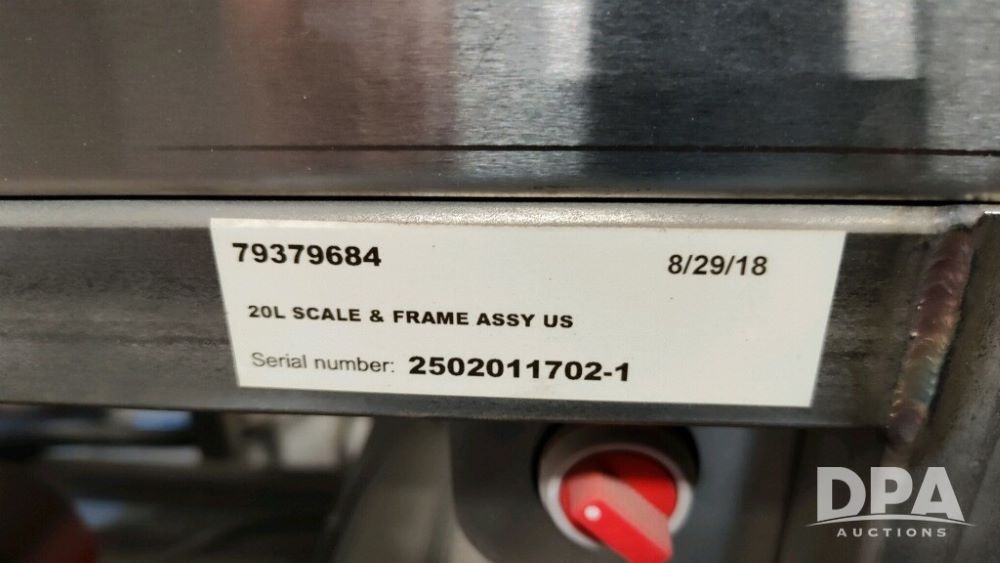 79379684 8/29/18
20L SCALE & FRAME ASSY US
Serial number: 2502011702-1
DPA
AUCTIONS